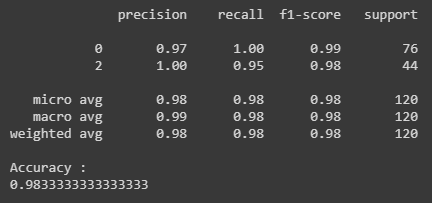 precision recall f1-score support
0 0.97 1.00 0.99 76
2 1.00 0.95 0.98 44
micro avg 0.98 0.98 0.98 120
macro avg 0.99 0.98 0.98 120
weighted avg 0.98 0.98 0.98 120
Accuracy :
0.9833333333333333